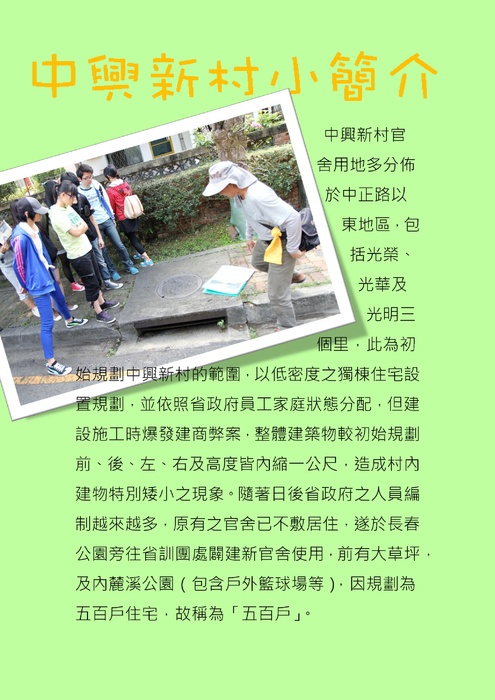 中興新村小簡介
中興新村官
舍用地多分佈
於中正路以
東地區，包
括光榮、
光華及
光明三
個里，此為初
始規劃中興新村的範圍，以低密度之獨棟住宅設
置規劃，並依照省政府員工家庭狀態分配，但建
設施工時爆發建商弊案，整體建築物較初始規劃
前、後、左、右及高度皆內縮一公尺，造成村內
建物特別矮小之現象。隨著日後省政府之人員編
制越來越多，原有之官舍已不敷居住，遂於長春
公園旁往省訓團處闢建新官舍使用，前有大草坪，
及內麓溪公園（包含戶外籃球場等），因規劃為
五百戶住宅，故稱為「五百戶」。